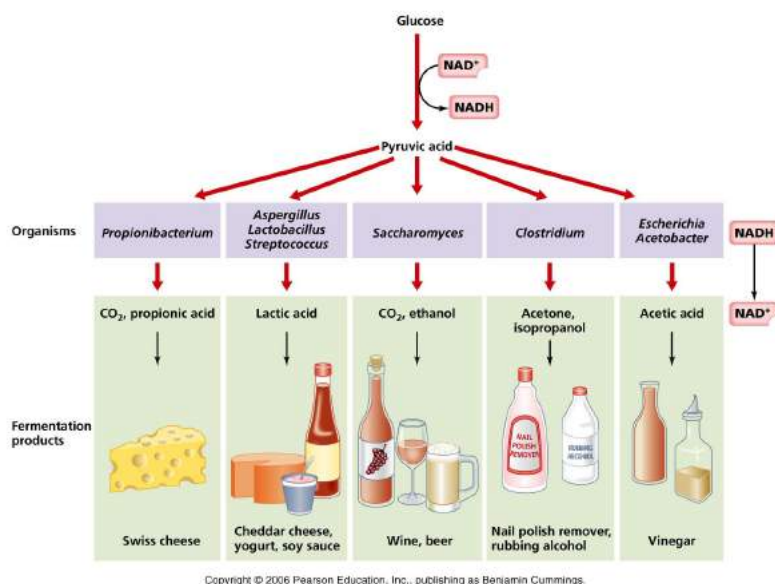 Glucose
NAD+
NADH
Pyruvic acid
Organisms
Propionibacterium
Aspergillus
Lactobacillus
Streptococcus
Saccharomyces
Clostridium
Escherichia
Acetobacter
NADH
NAD+
CO2, propionic acid
Lactic acid
CO2, ethanol
Acetone,
isopropanol
Acetic acid
Fermentation
products
NAIL
POLISH
REMOVER
RUBBING
ALCOHOL
Swiss cheese
Cheddar cheese,
yogurt, soy sauce
Wine, beer
Nail polish remover,
rubbing alcohol
Vinegar
Copyright © 2006 Pearson Education, Inc., publishing as Benjamin Cummings.